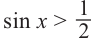 sin x > 1/2